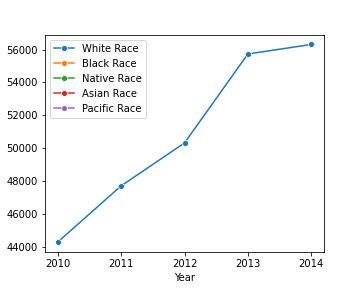 White Race
Black Race
Native Race
Asian Race
Pacific Race
56000
54000
52000
50000
48000
46000
44000
2010 2011 2012 2013 2014
Year